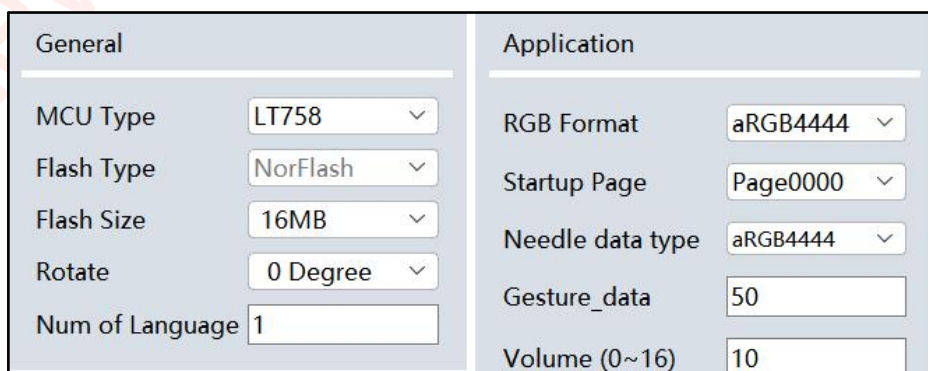 General
MCU Type LT758
Flash Type NorFlash
Flash Size 16MB
Rotate 0 Degree
Num of Language 1
Application
RGB Format aRGB4444
Startup Page Page0000
Needle data type aRGB4444
Gesture_data 50
Volume (0~16) 10